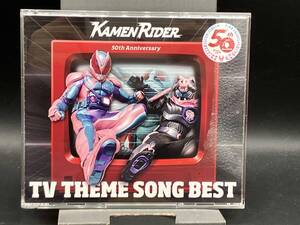 KAMEN RIDER
50th Anniversary
50
TV THEME SONG BEST